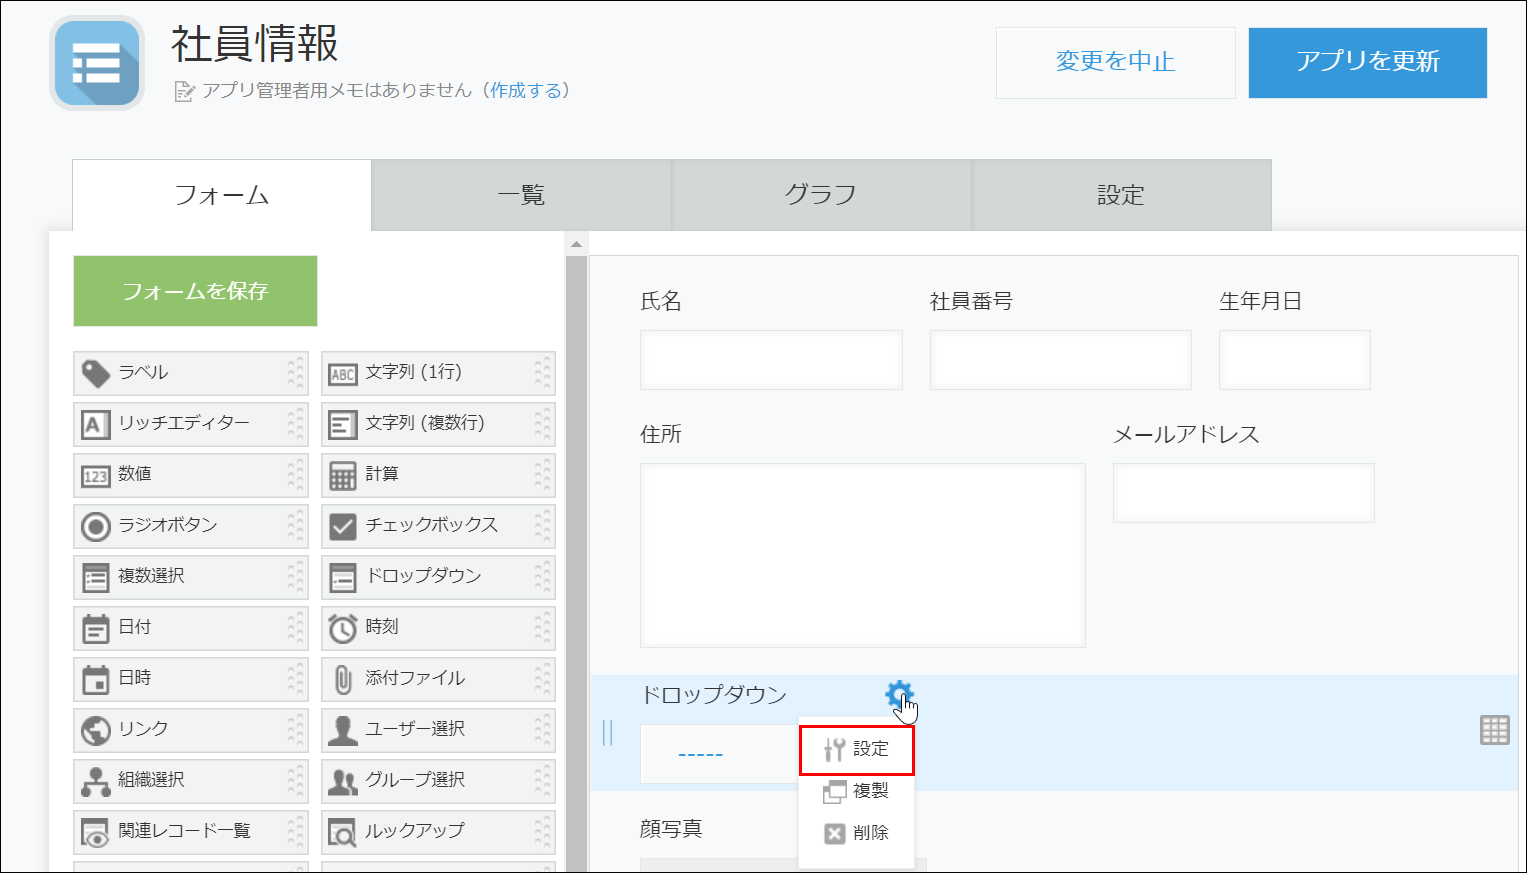 社員情報
アプリ管理者用メモはありません（作成する）
変更を中止
アプリを更新
フォーム
一覧
グラフ
設定
フォームを保存
ラベル
文字列 (1行)
リッチエディター
文字列 (複数行)
数値
計算
ラジオボタン
チェックボックス
複数選択
ドロップダウン
日付
時刻
日時
添付ファイル
リンク
ユーザー選択
組織選択
グループ選択
関連レコード一覧
ルックアップ
ABC
A
123
氏名
社員番号
生年月日
住所
メールアドレス
ドロップダウン
-----
設定
複製
削除
顔写真